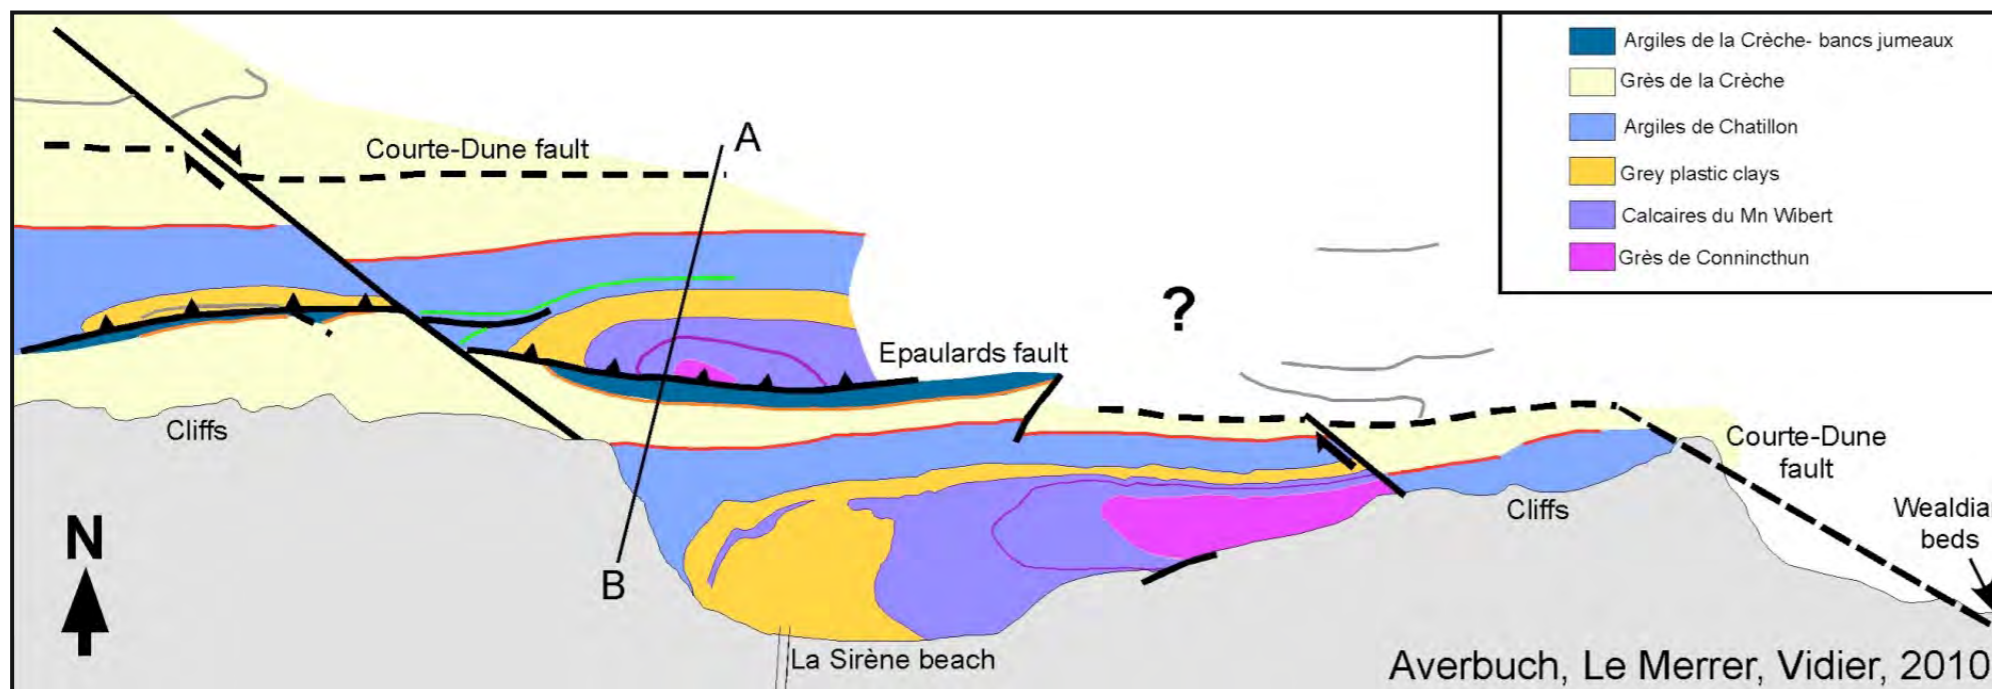 Argiles de la Crèche- bancs jumeaux
Grès de la Crèche
Argiles de Chatillon
Grey plastic clays
Calcaires du Mn Wibert
Grès de Connincthun
A
Courte-Dune fault
?
Epaulards fault
Cliffs
Courte-Dune
fault
Cliffs
beds
N
B
La Sirène beach
Averbuch, Le Merrer, Vidier, 2010